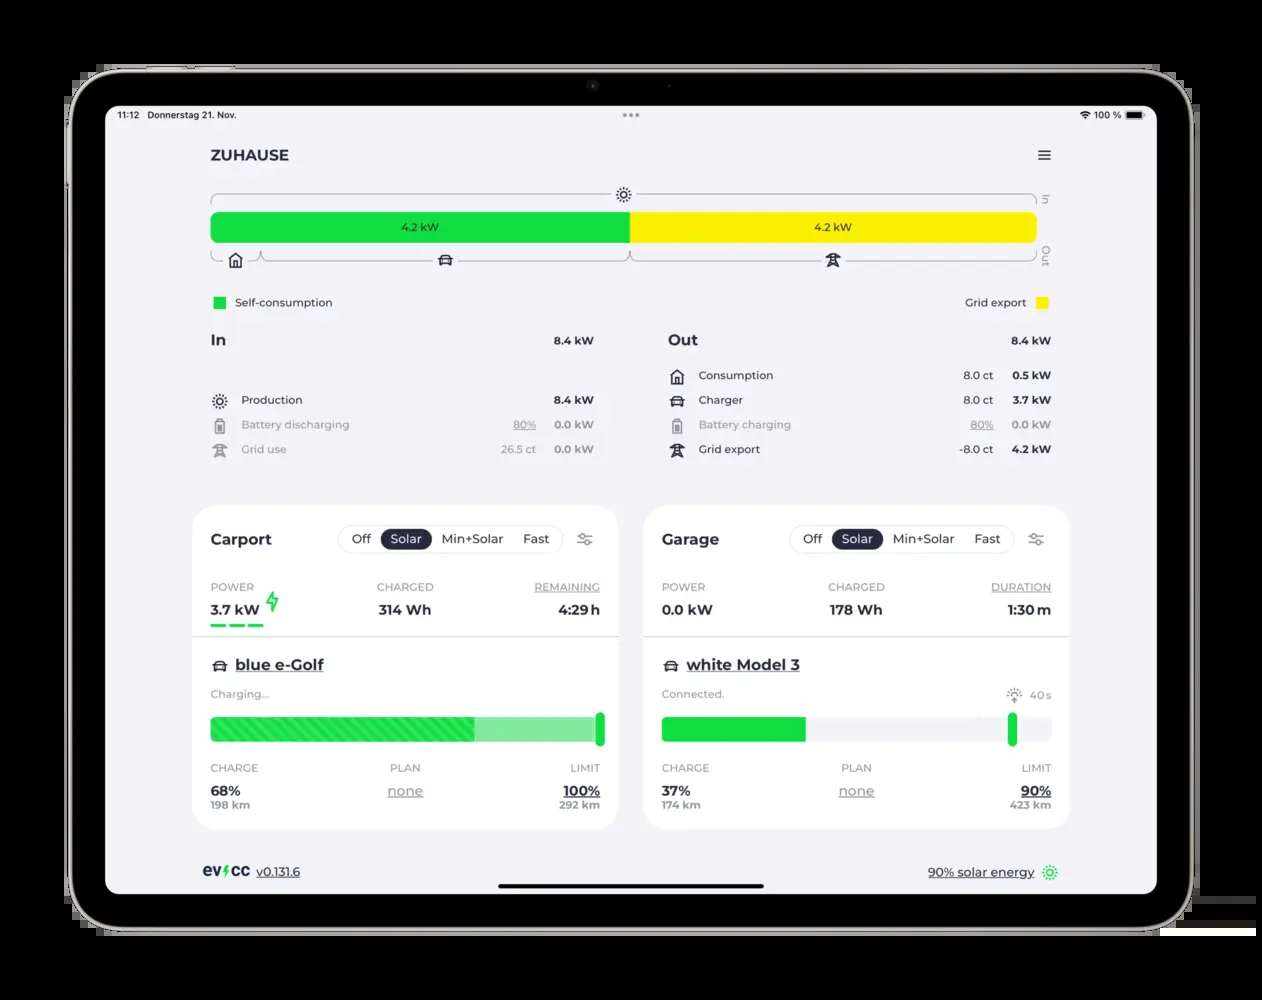 11:12 Donnerstag 21. Nov.
100 %
ZUHAUSE
In
4.2 kW 4.2 kW
Out
Self-consumption
Grid export
In 8.4 kW
Production 8.4 kW
Battery discharging 80% 0.0 kW
Grid use 26.5 ct 0.0 kW
Out 8.4 kW
Consumption 8.0 ct 0.5 kW
Charger 8.0 ct 3.7 kW
Battery charging 80% 0.0 kW
Grid export -8.0 ct 4.2 kW
Carport
Off Solar Min+Solar Fast
POWER CHARGED REMAINING
3.7 kW 314 Wh 4:29 h
blue e-Golf
Charging...
CHARGE PLAN LIMIT
68% none 100%
198 km 292 km
Garage
Off Solar Min+Solar Fast
POWER CHARGED DURATION
0.0 kW 178 Wh 1:30 m
white Model 3
Connected. 40 s
CHARGE PLAN LIMIT
37% none 90%
174 km 423 km
evcc v0.131.6
90% solar energy